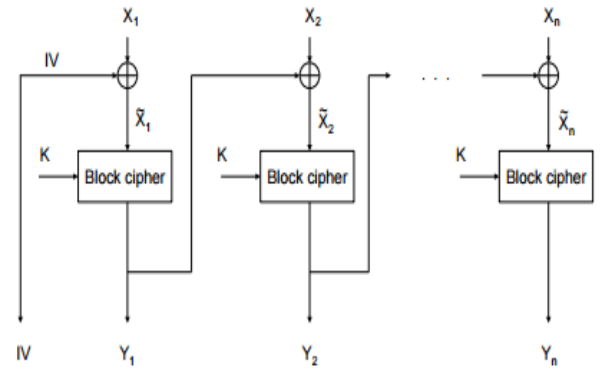 X₁ X₂ Xₙ
IV
. . .
X̃₁ X̃₂ X̃ₙ
K K K
Block cipher Block cipher Block cipher
IV Y₁ Y₂ Yₙ